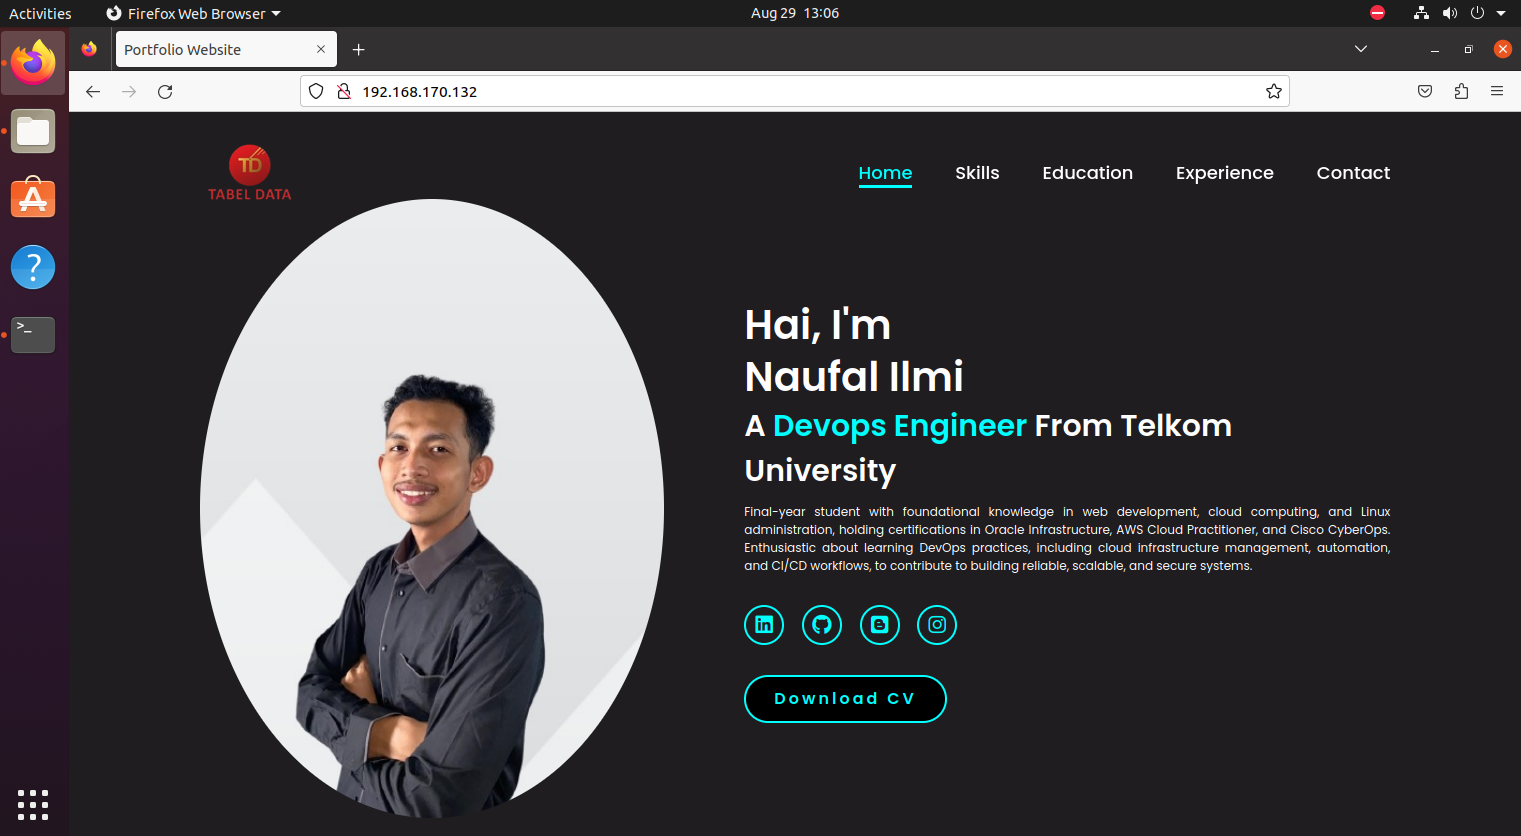 Activities
Firefox Web Browser
Aug 29 13:06
Portfolio Website
192.168.170.132
TD
TABEL DATA
Home
Skills
Education
Experience
Contact
Hai, I'm
Naufal Ilmi
A Devops Engineer From Telkom
University
Final-year student with foundational knowledge in web development, cloud computing, and Linux
administration, holding certifications in Oracle Infrastructure, AWS Cloud Practitioner, and Cisco CyberOps.
Enthusiastic about learning DevOps practices, including cloud infrastructure management, automation,
and CI/CD workflows, to contribute to building reliable, scalable, and secure systems.
Download CV